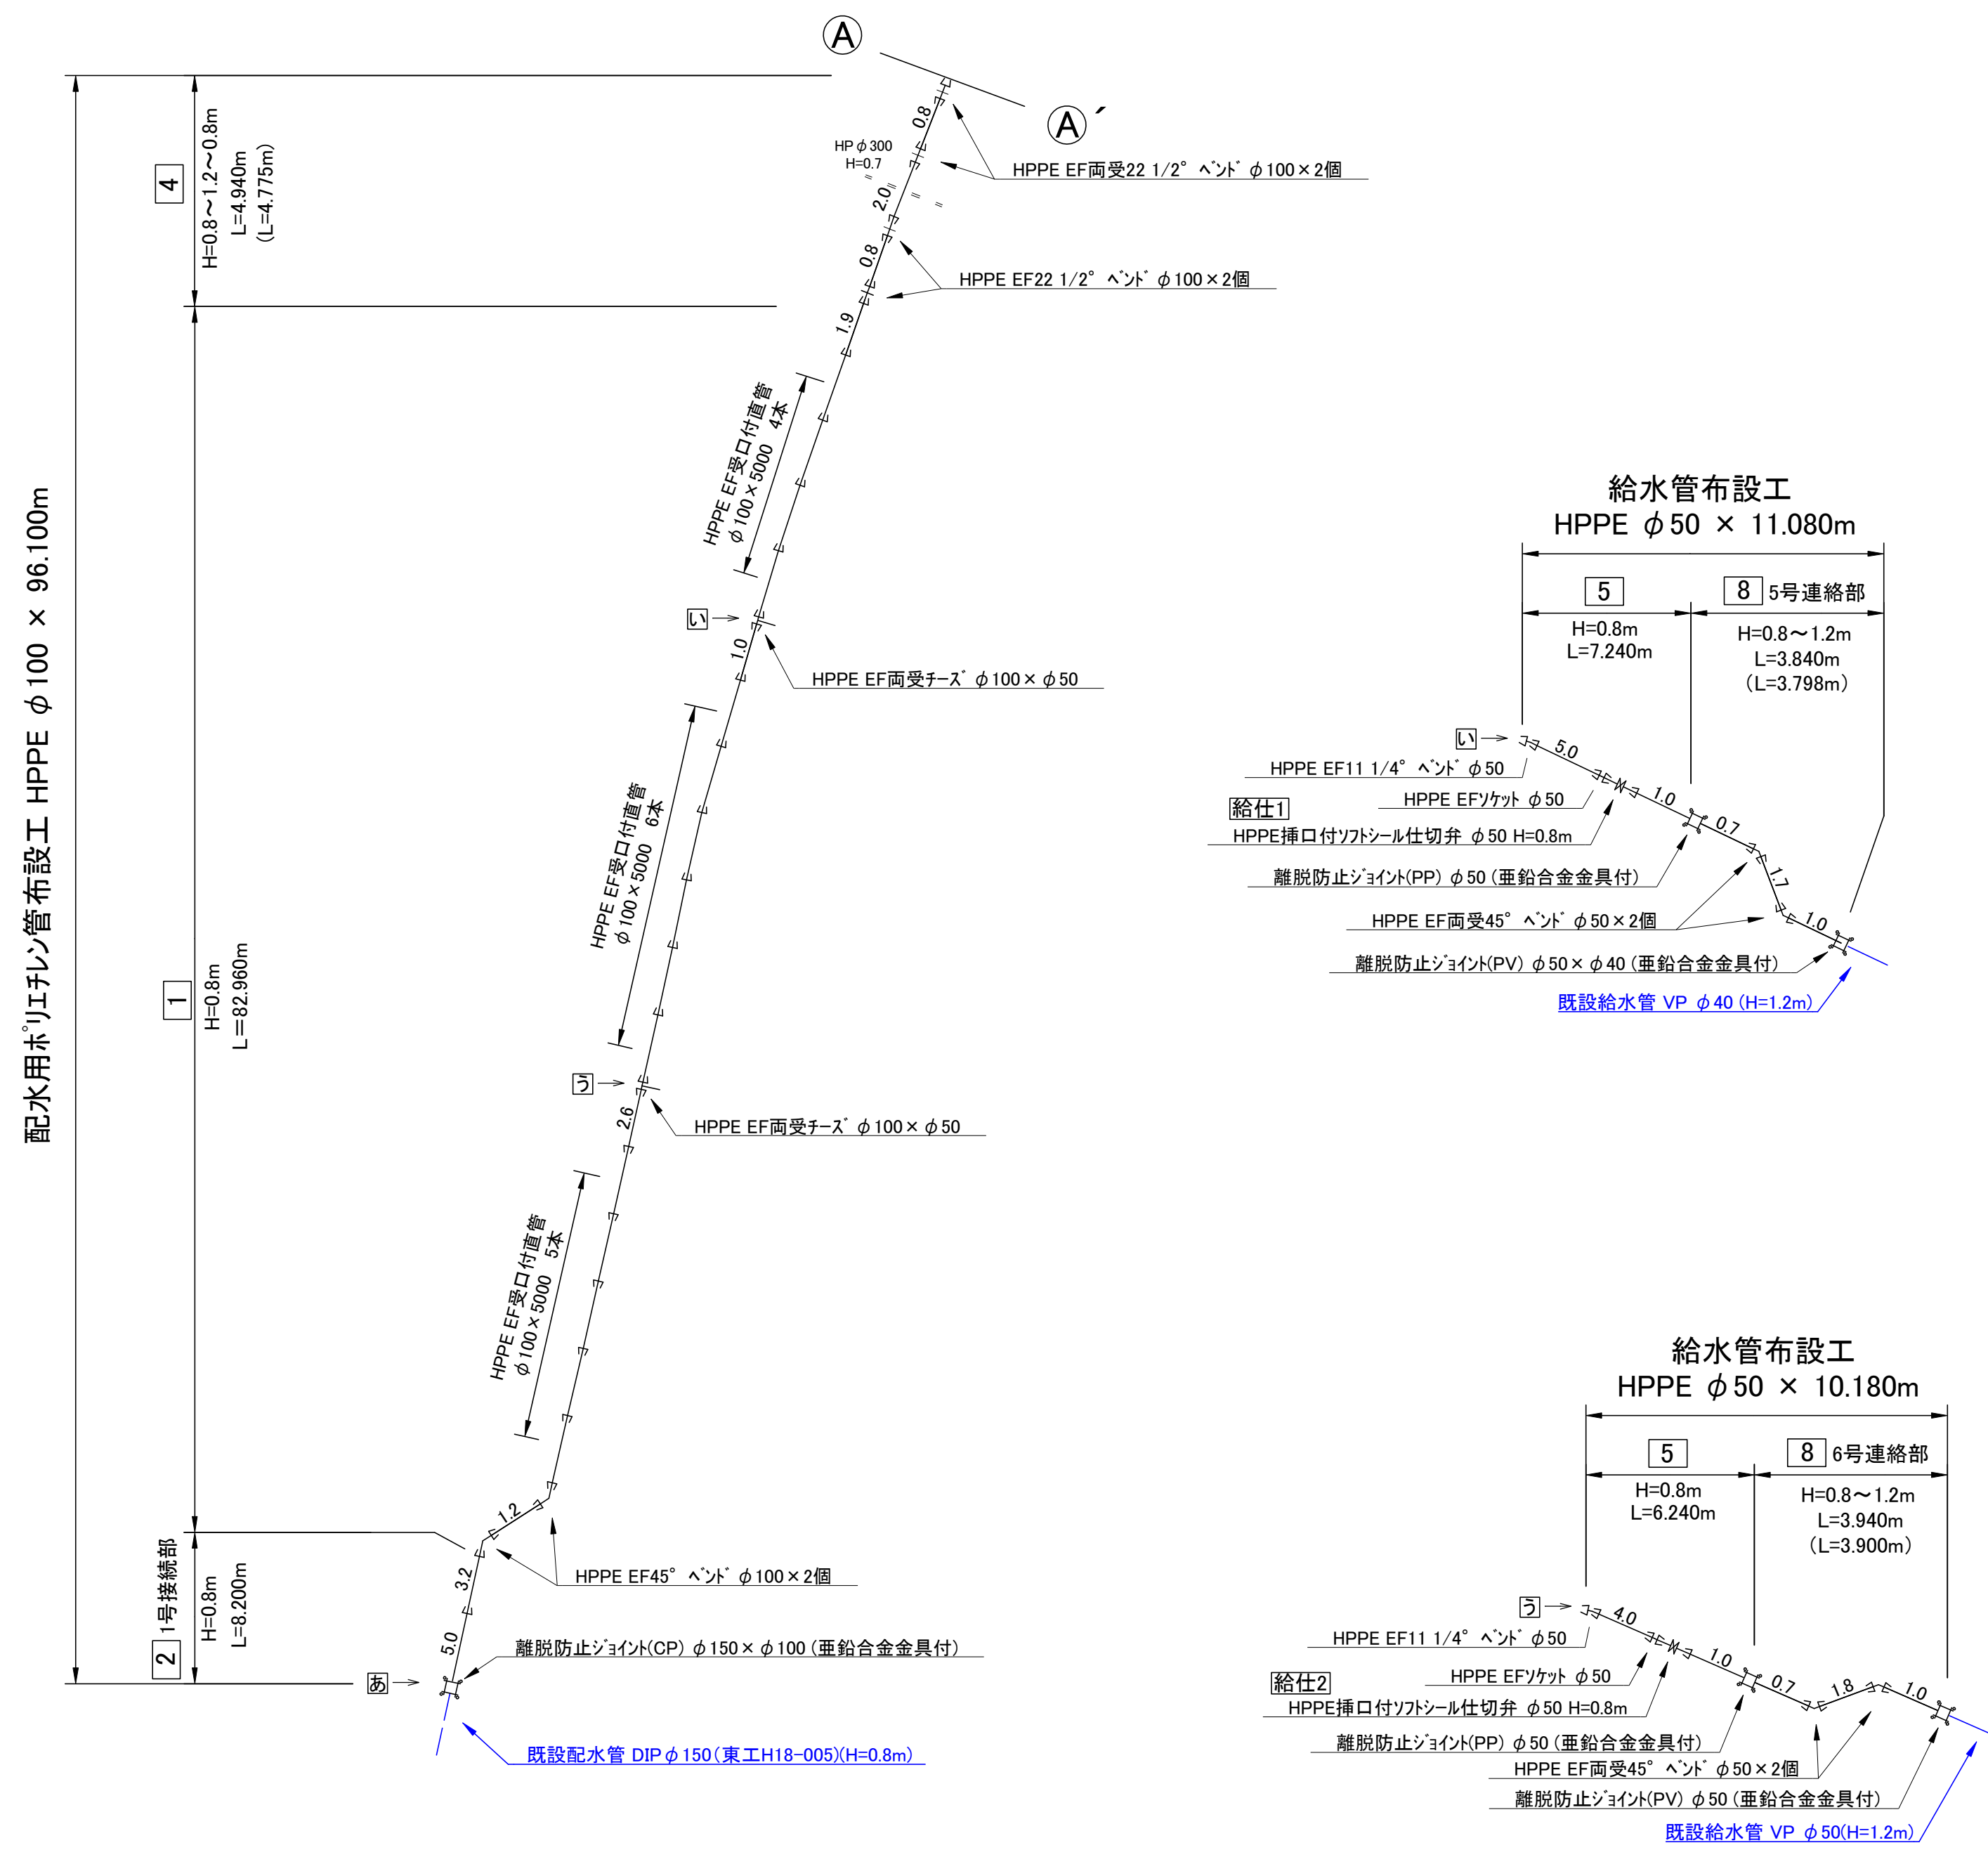 配水用ﾎﾟﾘｴﾁﾚﾝ管布設工 HPPE φ100 × 96.100m
4
H=0.8～1.2～0.8m
L=4.940m
(L=4.775m)
1
H=0.8m
L=82.960m
2 1号接続部
H=0.8m
L=8.200m
A
A´
0.8
HPφ300
H=0.7
HPPE EF両受22 1/2° ﾍﾞﾝﾄﾞ φ100×2個
2.0
0.8
HPPE EF22 1/2° ﾍﾞﾝﾄﾞ φ100×2個
1.9
HPPE EF受口付直管
φ100×5000 4本
い
1.0
HPPE EF両受ﾁｰｽﾞ φ100×φ50
HPPE EF受口付直管
φ100×5000 6本
う
2.6
HPPE EF両受ﾁｰｽﾞ φ100×φ50
HPPE EF受口付直管
φ100×5000 5本
1.2
HPPE EF45° ﾍﾞﾝﾄﾞ φ100×2個
3.2
5.0
離脱防止ｼﾞｮｲﾝﾄ(CP) φ150×φ100 (亜鉛合金金具付)
あ
既設配水管 DIPφ150(東工H18-005)(H=0.8m)
給水管布設工
HPPE φ50 × 11.080m
5
H=0.8m
L=7.240m
8 5号連絡部
H=0.8～1.2m
L=3.840m
(L=3.798m)
い
5.0
HPPE EF11 1/4° ﾍﾞﾝﾄﾞ φ50
HPPE EFｿｹｯﾄ φ50
給仕1
1.0
HPPE挿口付ｿﾌﾄｼｰﾙ仕切弁 φ50 H=0.8m
0.7
離脱防止ｼﾞｮｲﾝﾄ(PP) φ50 (亜鉛合金金具付)
1.7
HPPE EF両受45° ﾍﾞﾝﾄﾞ φ50×2個
1.0
離脱防止ｼﾞｮｲﾝﾄ(PV) φ50×φ40 (亜鉛合金金具付)
既設給水管 VP φ40 (H=1.2m)
給水管布設工
HPPE φ50 × 10.180m
5
H=0.8m
L=6.240m
8 6号連絡部
H=0.8～1.2m
L=3.940m
(L=3.900m)
う
4.0
HPPE EF11 1/4° ﾍﾞﾝﾄﾞ φ50
HPPE EFｿｹｯﾄ φ50
給仕2
1.0
HPPE挿口付ｿﾌﾄｼｰﾙ仕切弁 φ50 H=0.8m
0.7
1.8
1.0
離脱防止ｼﾞｮｲﾝﾄ(PP) φ50 (亜鉛合金金具付)
HPPE EF両受45° ﾍﾞﾝﾄﾞ φ50×2個
離脱防止ｼﾞｮｲﾝﾄ(PV) φ50 (亜鉛合金金具付)
既設給水管 VP φ50(H=1.2m)